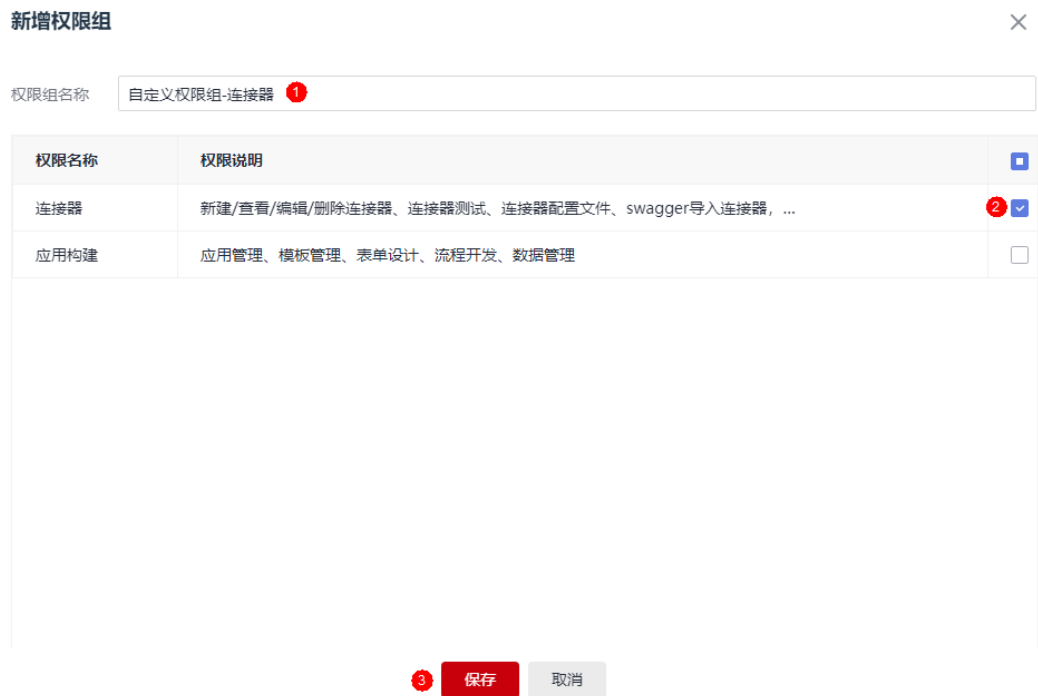 新增权限组
权限组名称 自定义权限组-连接器 1
权限名称 权限说明
连接器 新建/查看/编辑/删除连接器、连接器测试、连接器配置文件、swagger导入连接器，... 2
应用构建 应用管理、模板管理、表单设计、流程开发、数据管理
3 保存 取消